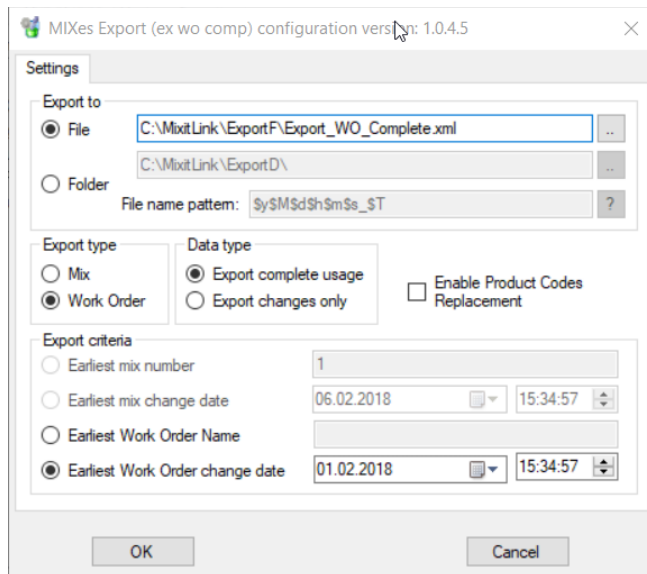 MIXes Export (ex wo comp) configuration version: 1.0.4.5
Settings
Export to
File C:\MixitLink\ExportF\Export_WO_Complete.xml ..
C:\MixitLink\ExportD\ ..
Folder
File name pattern: $y$M$d$h$m$s_$T ?
Export type Data type
Mix Export complete usage
Work Order Export changes only
Enable Product Codes
Replacement
Export criteria
Earliest mix number 1
Earliest mix change date 06.02.2018 15:34:57
Earliest Work Order Name
Earliest Work Order change date 01.02.2018 15:34:57
OK Cancel